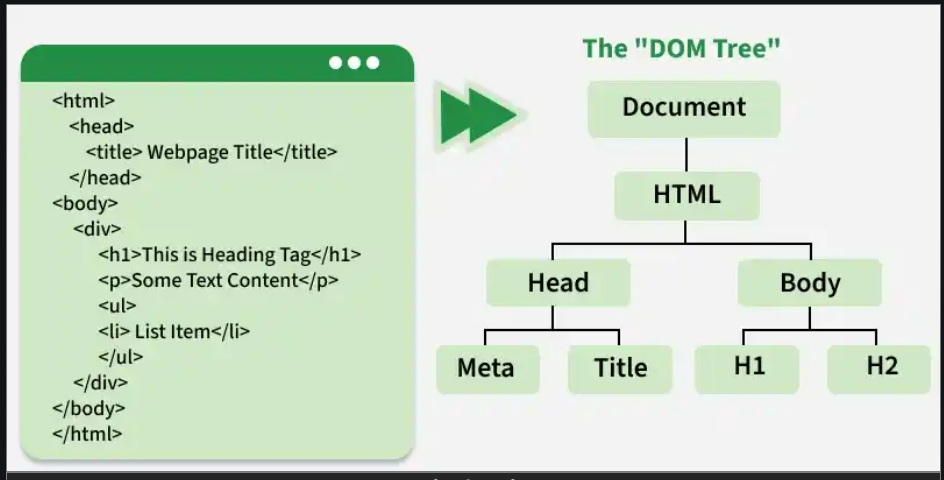 <html>
<head>
<title> Webpage Title</title>
</head>
<body>
<div>
<h1>This is Heading Tag</h1>
<p>Some Text Content</p>
<ul>
<li> List Item</li>
</ul>
</div>
</body>
</html>
The "DOM Tree"
Document
HTML
Head Body
Meta Title H1 H2